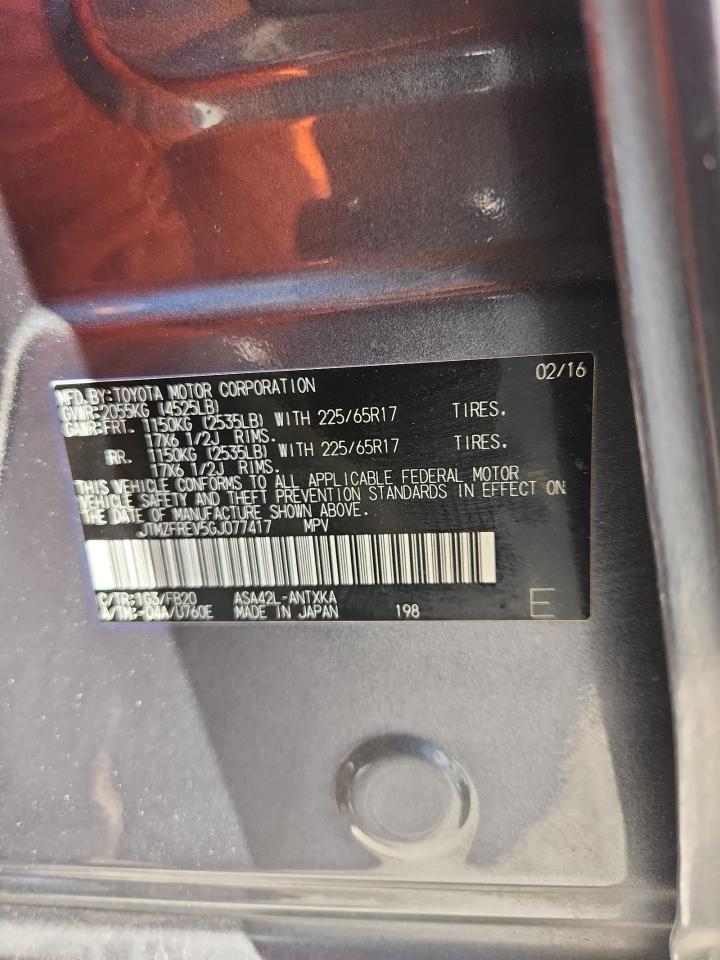 MFD.BY:TOYOTA MOTOR CORPORATION 02/16
GVWR:2055KG (4525LB)
GAWR:FRT. 1150KG (2535LB) WITH 225/65R17 TIRES.
17X6 1/2J RIMS.
RR. 1150KG (2535LB) WITH 225/65R17 TIRES.
17X6 1/2J RIMS.
THIS VEHICLE CONFORMS TO ALL APPLICABLE FEDERAL MOTOR
VEHICLE SAFETY AND THEFT PREVENTION STANDARDS IN EFFECT ON
THE DATE OF MANUFACTURE SHOWN ABOVE.
JTMZFREV5GJ077417 MPV
C/TR:1G3/FB20 ASA42L-ANTXKA
A/TM:-04A/U760E MADE IN JAPAN 198 E